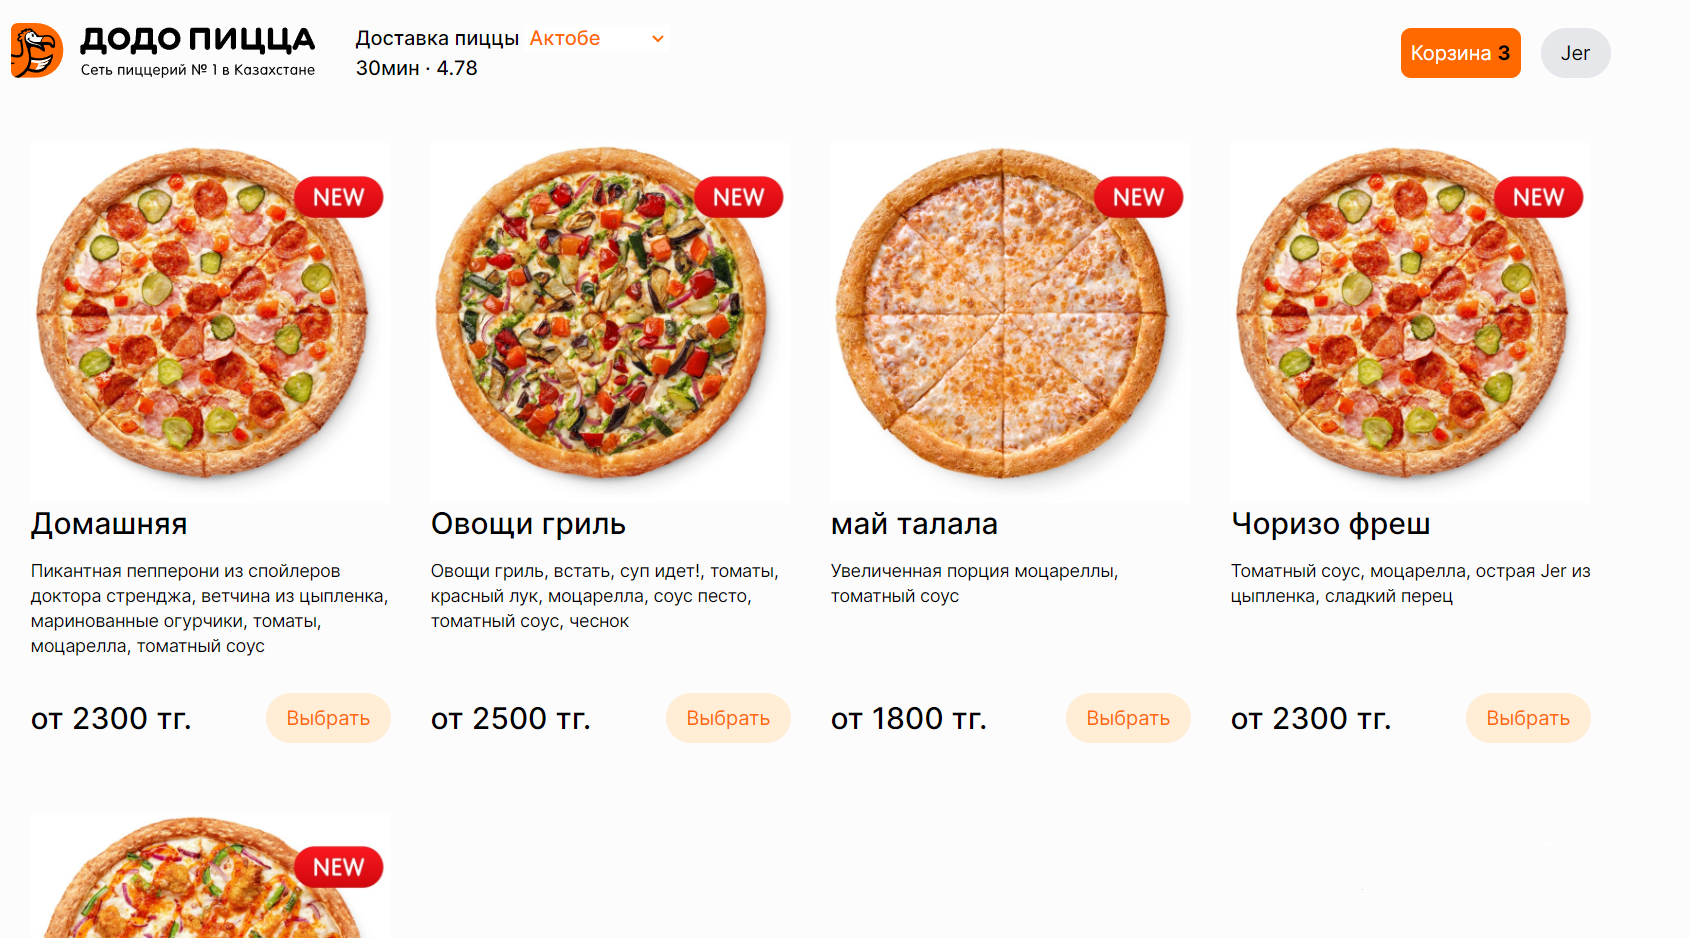 ДОДО ПИЦЦА
Сеть пиццерий № 1 в Казахстане
Доставка пиццы Актобе
30мин · 4.78
Корзина 3
Jer
NEW
NEW
NEW
NEW
Домашняя
Пикантная пепперони из спойлеров
доктора стренджа, ветчина из цыпленка,
маринованные огурчики, томаты,
моцарелла, томатный соус
от 2300 тг.
Выбрать
Овощи гриль
Овощи гриль, встать, суп идет!, томаты,
красный лук, моцарелла, соус песто,
томатный соус, чеснок
от 2500 тг.
Выбрать
май талала
Увеличенная порция моцареллы,
томатный соус
от 1800 тг.
Выбрать
Чоризо фреш
Томатный соус, моцарелла, острая Jer из
цыпленка, сладкий перец
от 2300 тг.
Выбрать
NEW